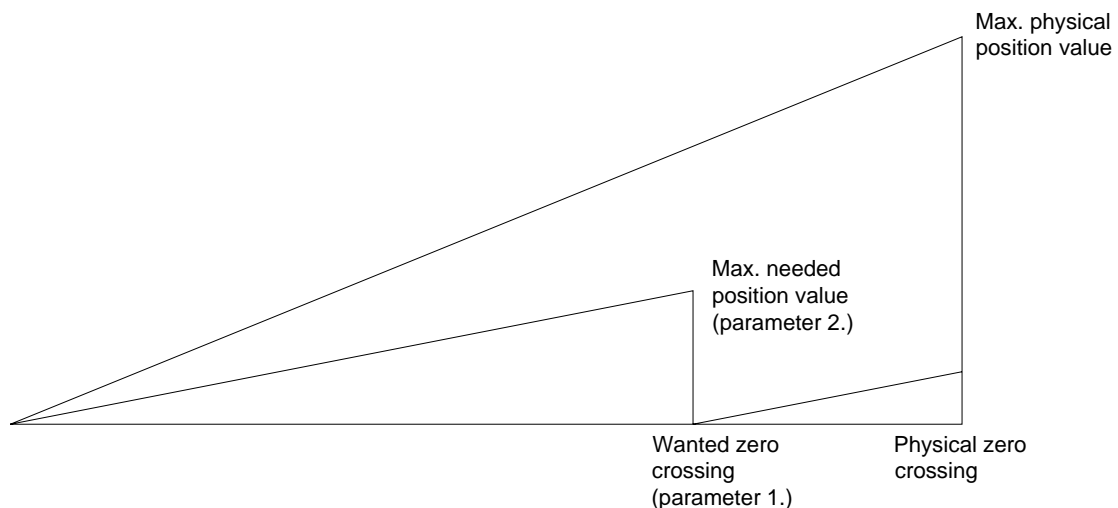 Max. physical
position value
Max. needed
position value
(parameter 2.)
Wanted zero
crossing
(parameter 1.)
Physical zero
crossing